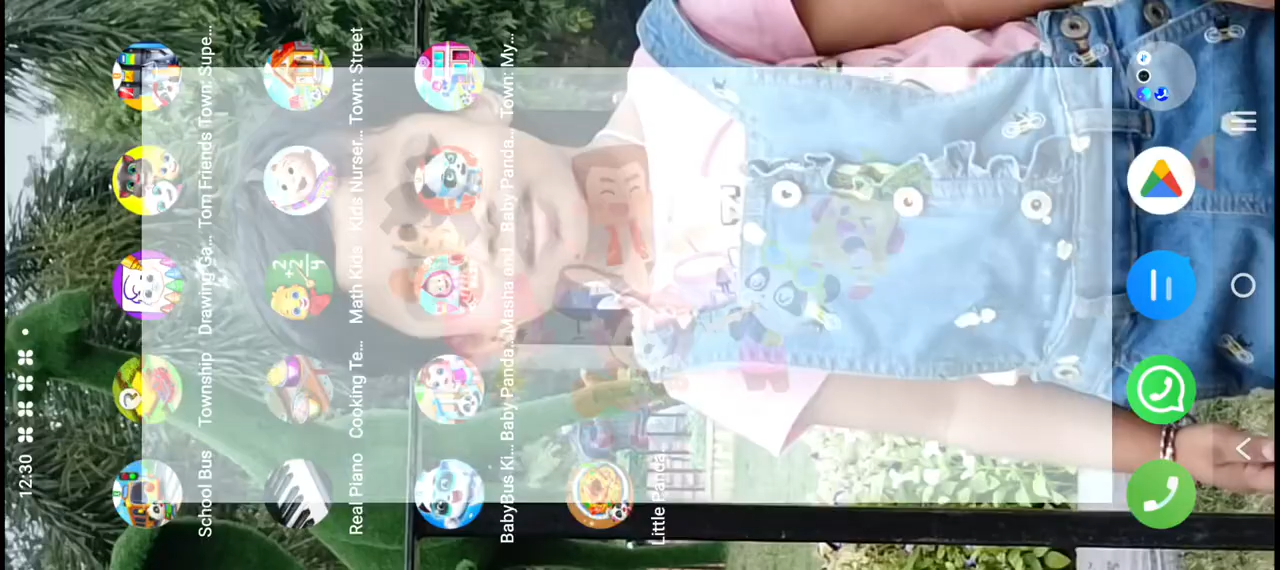 12:30
School Bus Township Drawing Ga... Tom Friends Town: Supe...
Real Piano Cooking Te... Math Kids Kids Nurser... Town: Street
BabyBus Ki... Baby Panda... Masha and Baby Panda... Town: My...
Little Panda